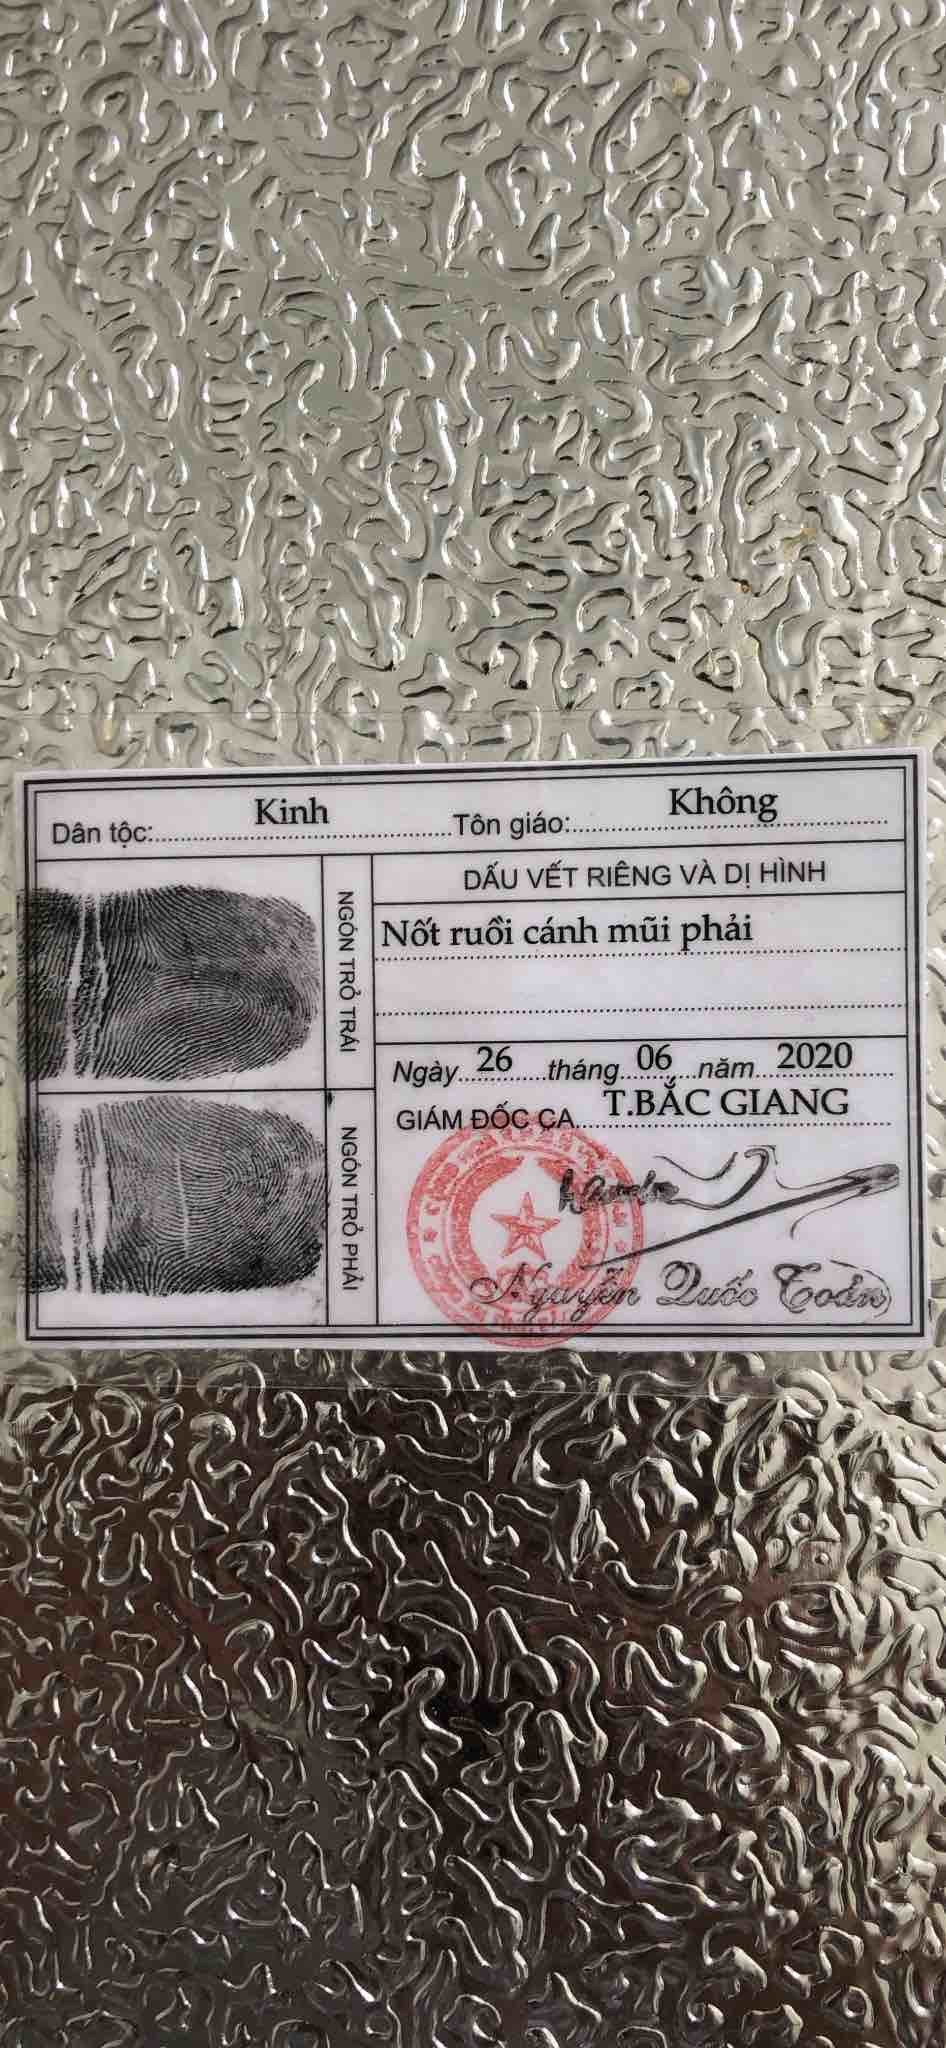 Dân tộc: Kinh Tôn giáo: Không
NGÓN TRỎ TRÁI
NGÓN TRỎ PHẢI
DẤU VẾT RIÊNG VÀ DỊ HÌNH
Nốt ruồi cánh mũi phải
Ngày 26 tháng 06 năm 2020
GIÁM ĐỐC CA T.BẮC GIANG
Nguyễn Quốc Toản